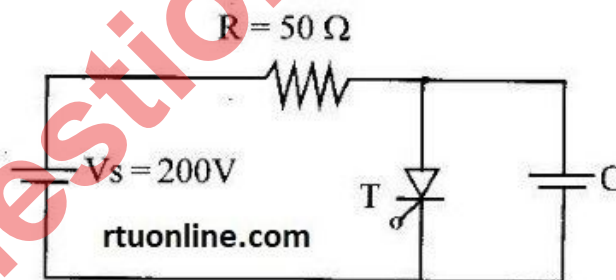 R = 50 Ω
Vs = 200V
T
C
rtuonline.com